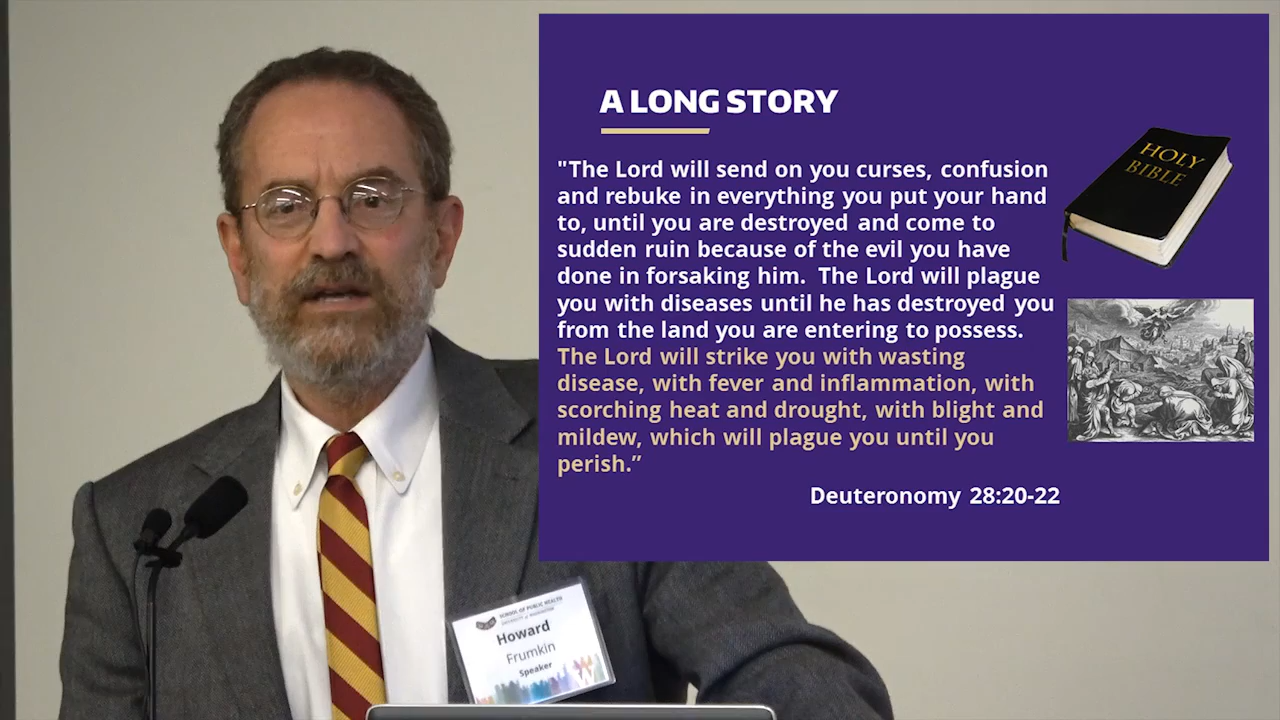 A LONG STORY
"The Lord will send on you curses, confusion
and rebuke in everything you put your hand
to, until you are destroyed and come to
sudden ruin because of the evil you have
done in forsaking him.  The Lord will plague
you with diseases until he has destroyed you
from the land you are entering to possess.
The Lord will strike you with wasting
disease, with fever and inflammation, with
scorching heat and drought, with blight and
mildew, which will plague you until you
perish.”
Deuteronomy 28:20-22
HOLY
BIBLE
SCHOOL OF PUBLIC HEALTH
UNIVERSITY of WASHINGTON
Howard
Frumkin
Speaker
W